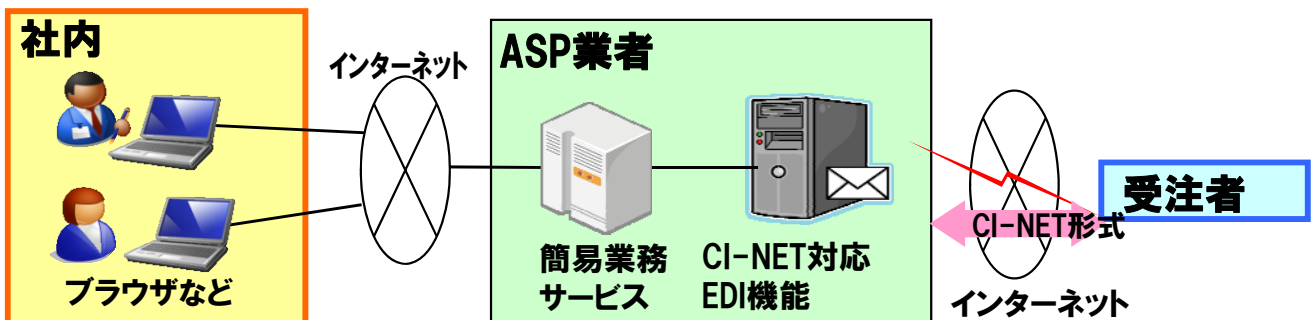 社内
ブラウザなど
インターネット
ASP業者
簡易業務
サービス
CI-NET対応
EDI機能
CI-NET形式
インターネット
受注者